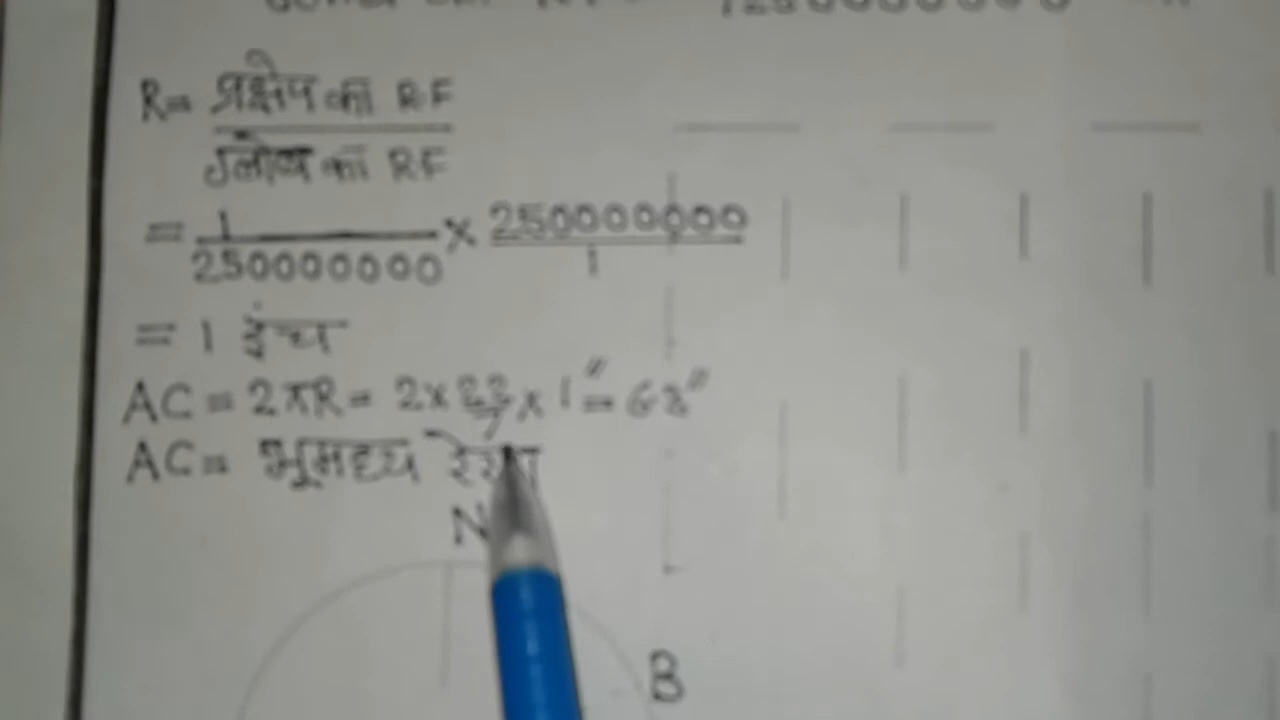 R= प्रक्षेप का RF
ग्लोब का RF
= 1 × 250000000
250000000 1
= 1 इंच
AC = 2πR = 2×22/7×1" = 6.28"
AC = भूमध्य रेखा
N
B